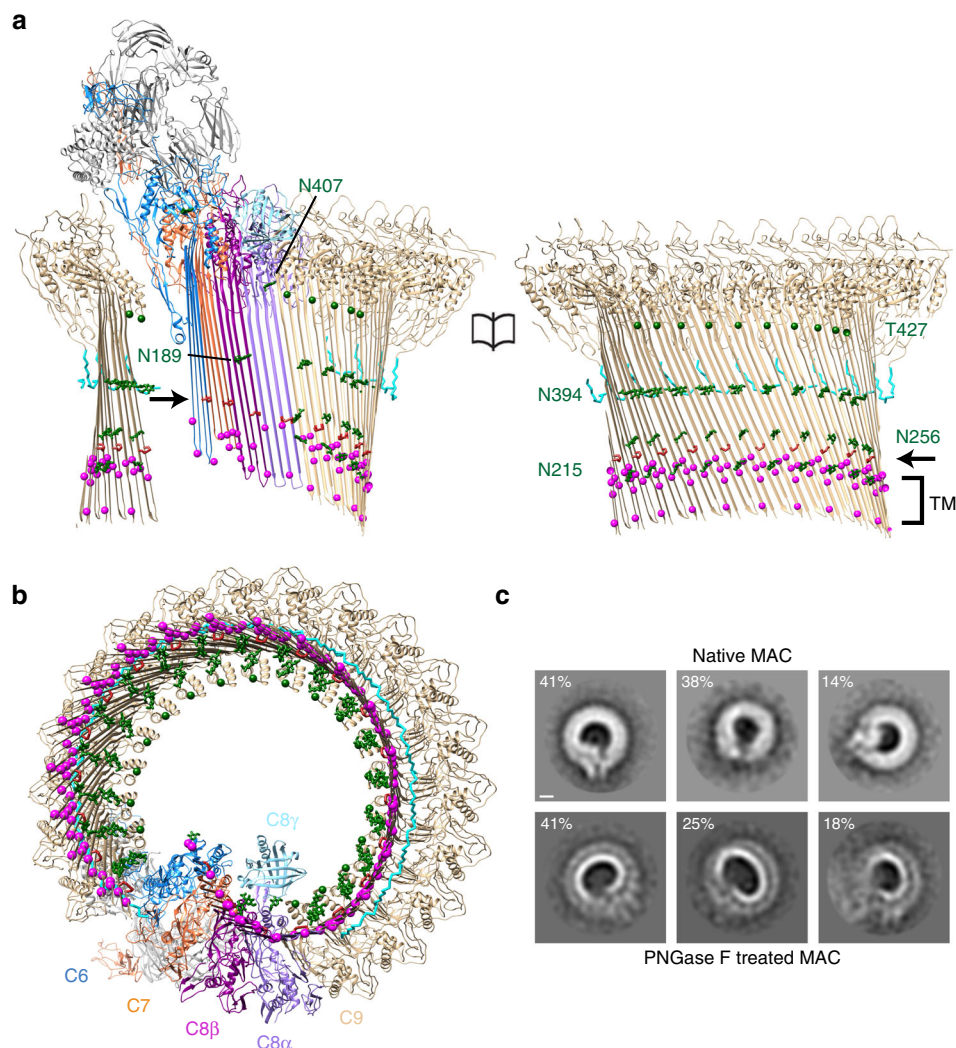 a
N407
N189
T427
N394
N256
N215
TM
b
C8γ
C6
C7
C8β
C8α
C9
c
Native MAC
41%
38%
14%
41%
25%
18%
PNGase F treated MAC